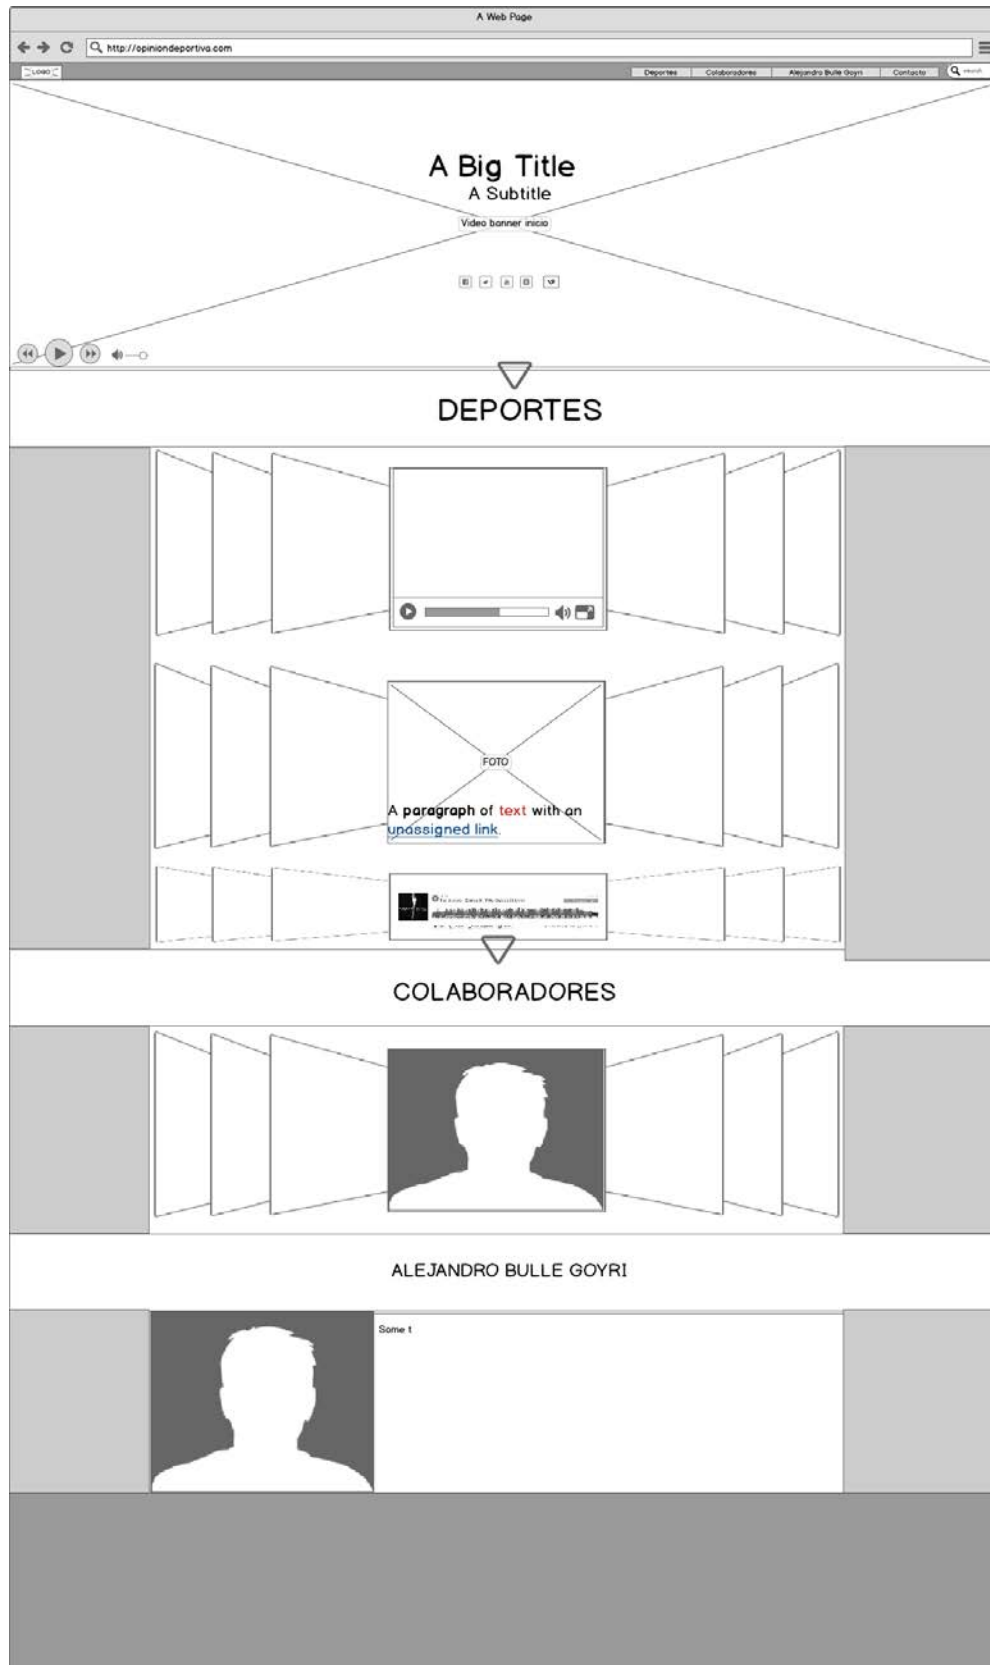 A Web Page
http://opiniondeportiva.com
LOGO
Deportes
Colaboradores
Alejandro Bulle Goyri
Contacto
search
A Big Title
A Subtitle
Video banner inicio
DEPORTES
FOTO
A paragraph of text with an
unassigned link.
COLABORADORES
ALEJANDRO BULLE GOYRI
Some t